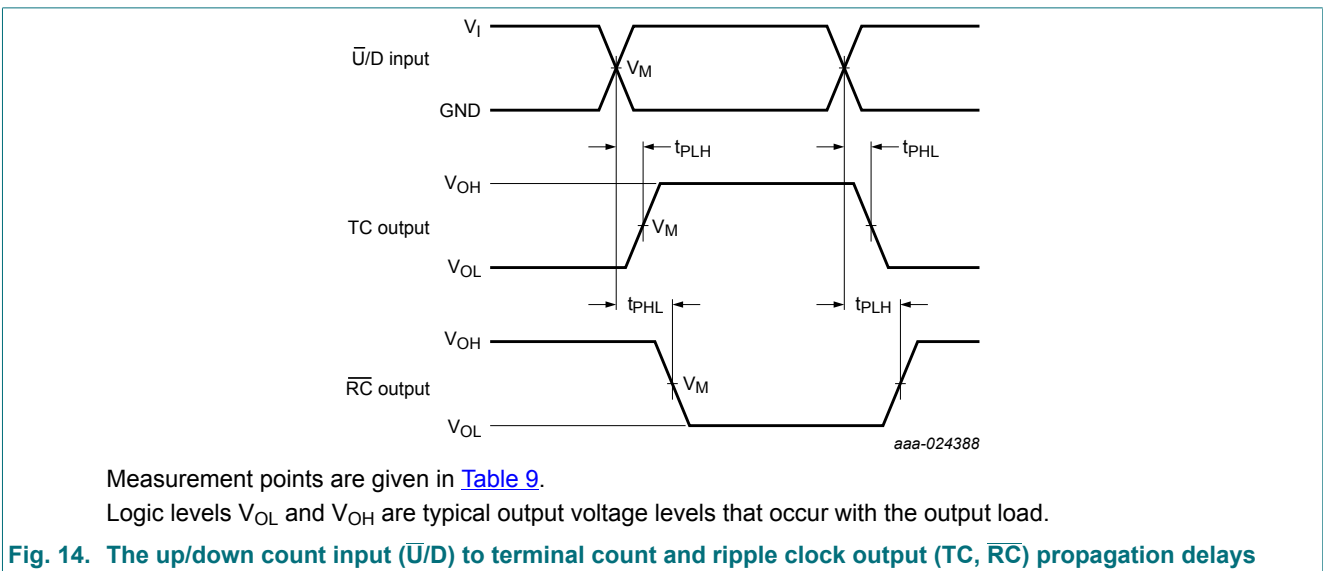 V_I
U̅/D input
V_M
GND
t_PLH
t_PHL
V_OH
TC output
V_M
V_OL
t_PHL
t_PLH
V_OH
R̅C̅ output
V_M
V_OL
aaa-024388
Measurement points are given in Table 9.
Logic levels V_OL and V_OH are typical output voltage levels that occur with the output load.
Fig. 14. The up/down count input (U̅/D) to terminal count and ripple clock output (TC, R̅C̅) propagation delays